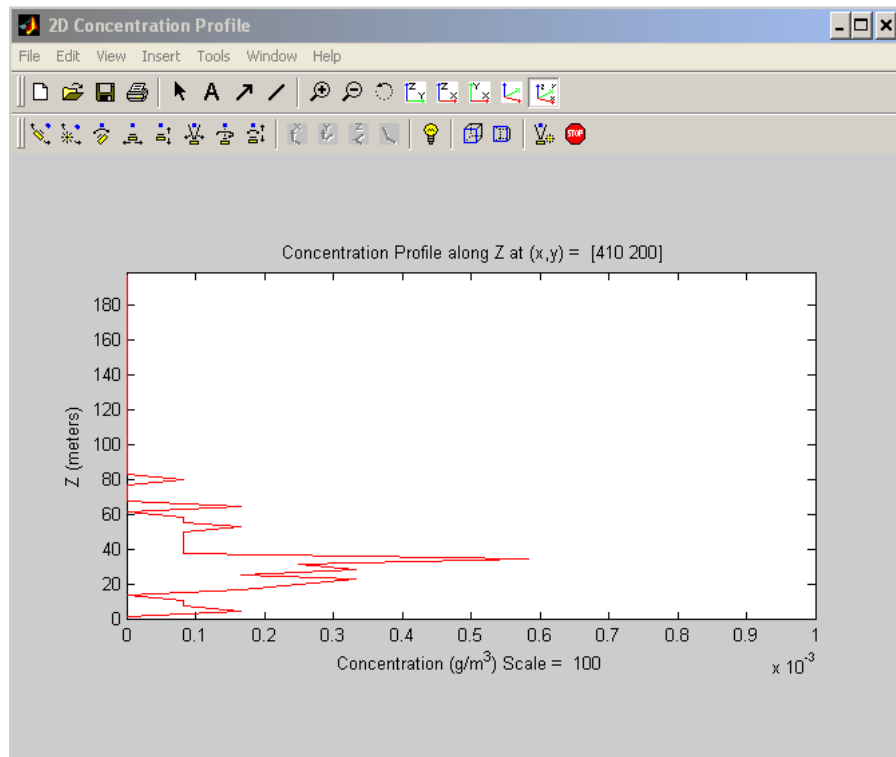 2D Concentration Profile
File Edit View Insert Tools Window Help
A
Z Y Z X Y X Z Y X
STOP
Concentration Profile along Z at (x,y) = [410 200]
180
160
140
120
100
80
60
40
20
0
Z (meters)
0 0.1 0.2 0.3 0.4 0.5 0.6 0.7 0.8 0.9 1
Concentration (g/m³) Scale = 100
x 10⁻³